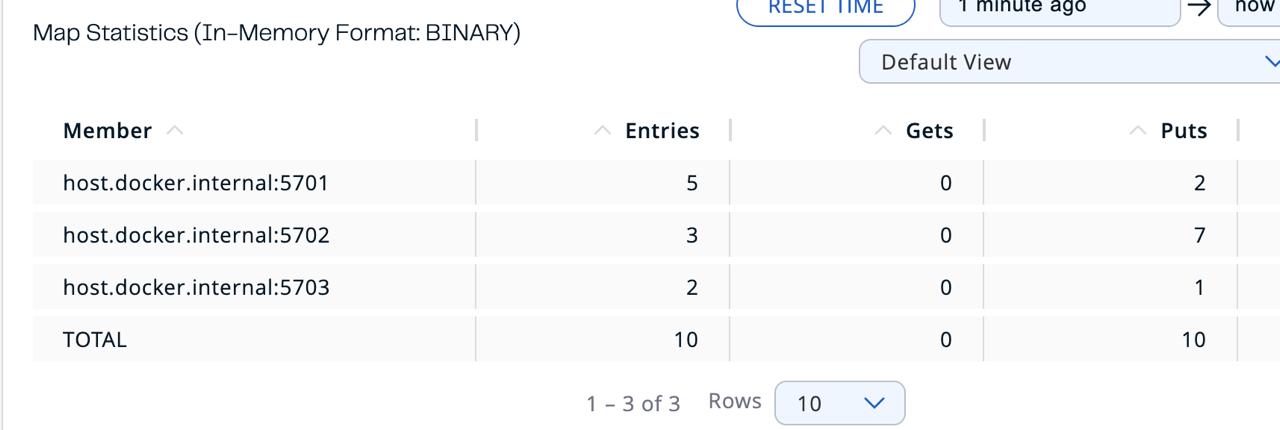 RESET TIME 1 minute ago → now
Map Statistics (In-Memory Format: BINARY)
Default View
Member Entries Gets Puts
host.docker.internal:5701 5 0 2
host.docker.internal:5702 3 0 7
host.docker.internal:5703 2 0 1
TOTAL 10 0 10
1 – 3 of 3 Rows 10